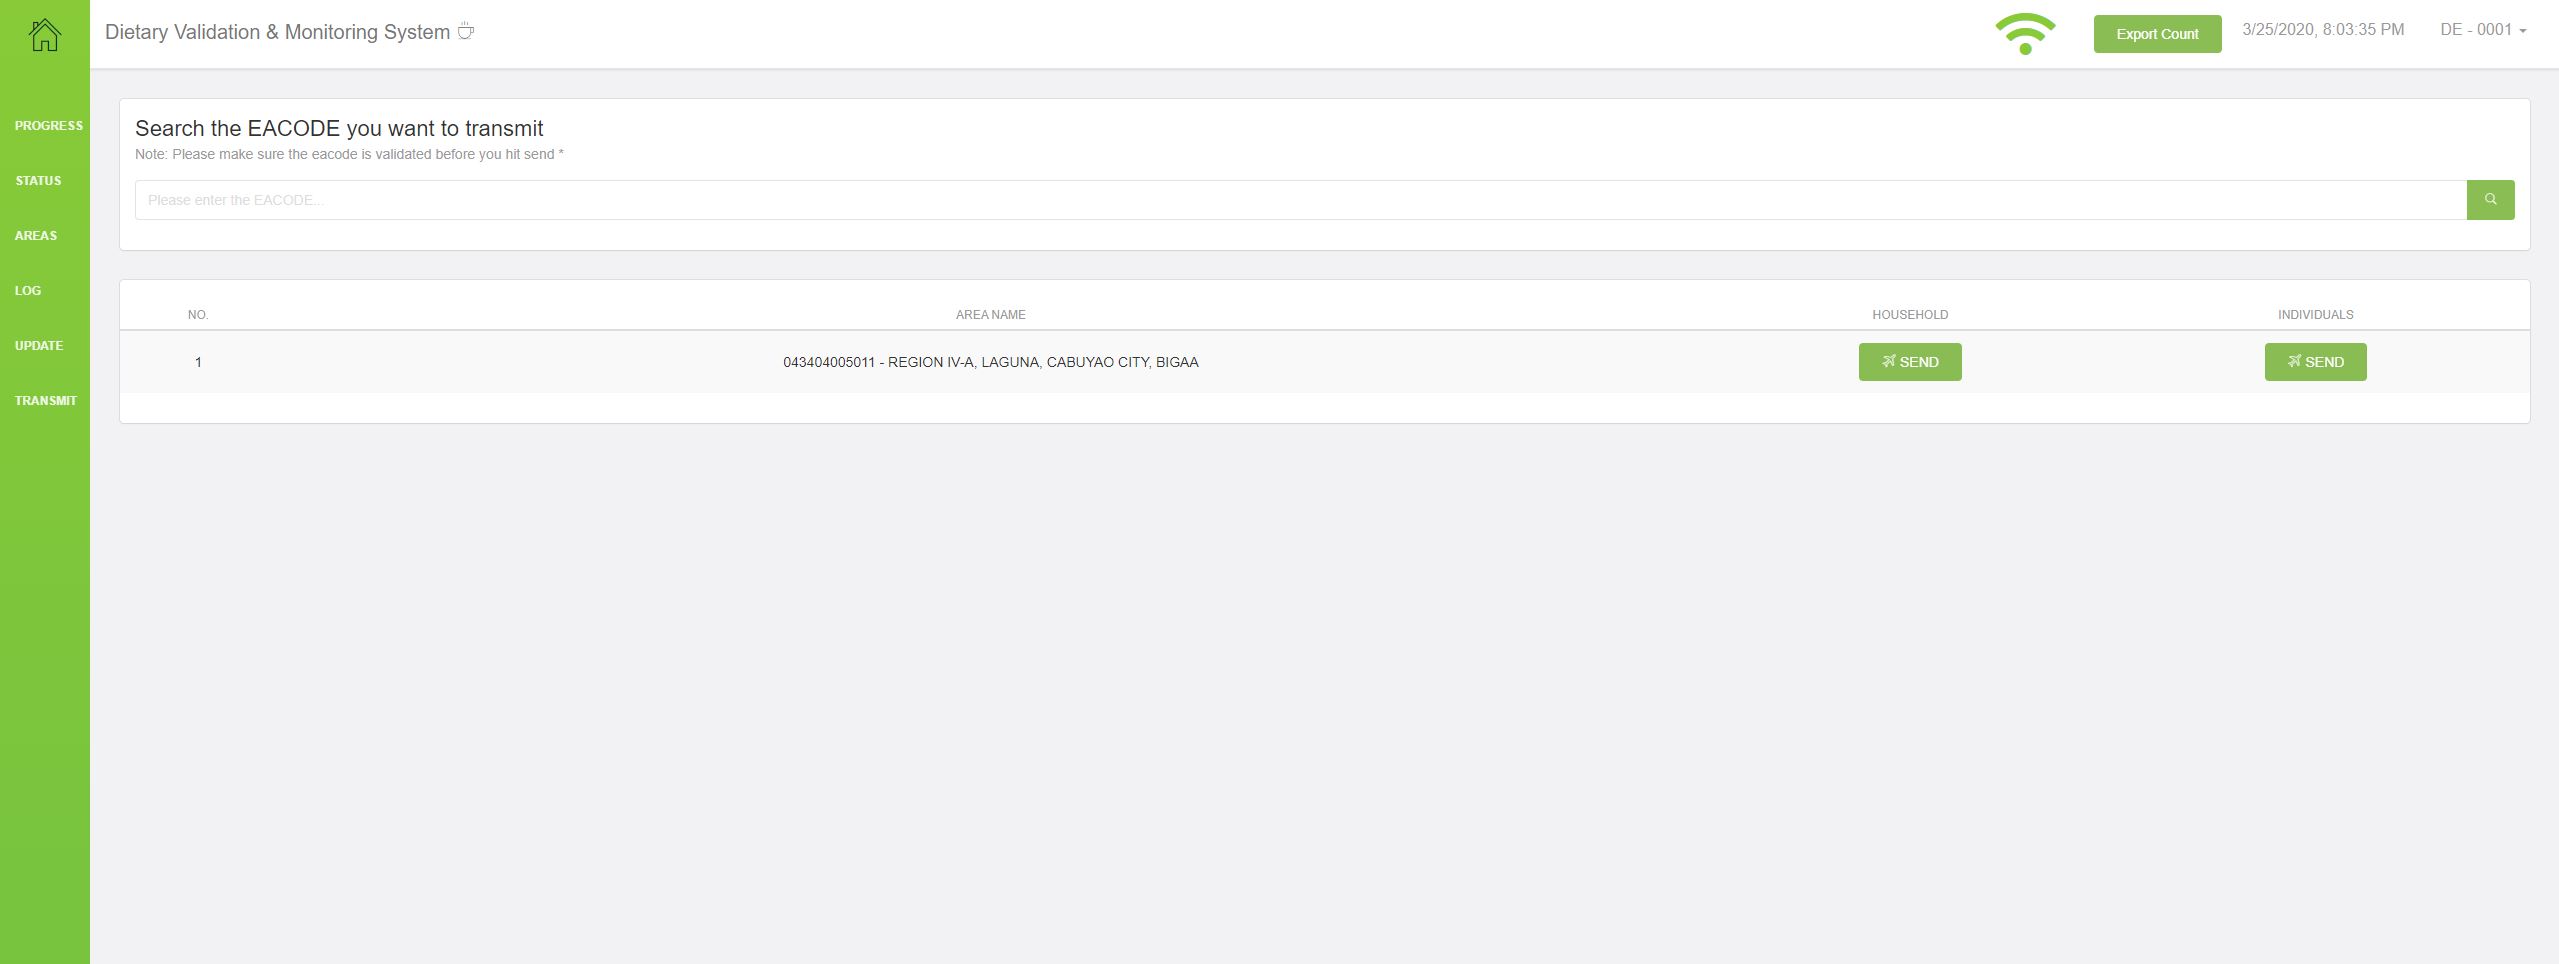 Dietary Validation & Monitoring System
Export Count
3/25/2020, 8:03:35 PM
DE - 0001
PROGRESS
STATUS
AREAS
LOG
UPDATE
TRANSMIT
Search the EACODE you want to transmit
Note: Please make sure the eacode is validated before you hit send *
Please enter the EACODE...
NO. AREA NAME HOUSEHOLD INDIVIDUALS
1 043404005011 - REGION IV-A, LAGUNA, CABUYAO CITY, BIGAA SEND SEND